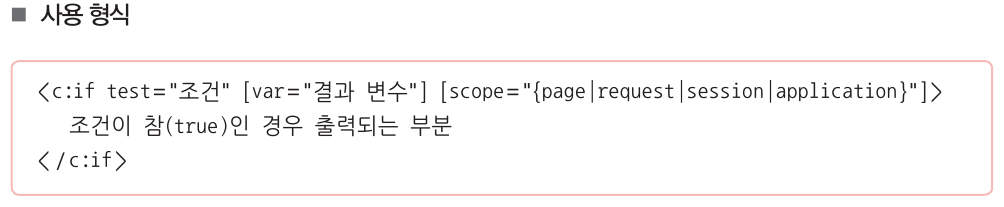 ■ 사용 형식
<c:if test="조건" [var="결과 변수"] [scope="{page|request|session|application}"]>
조건이 참(true)인 경우 출력되는 부분
</c:if>